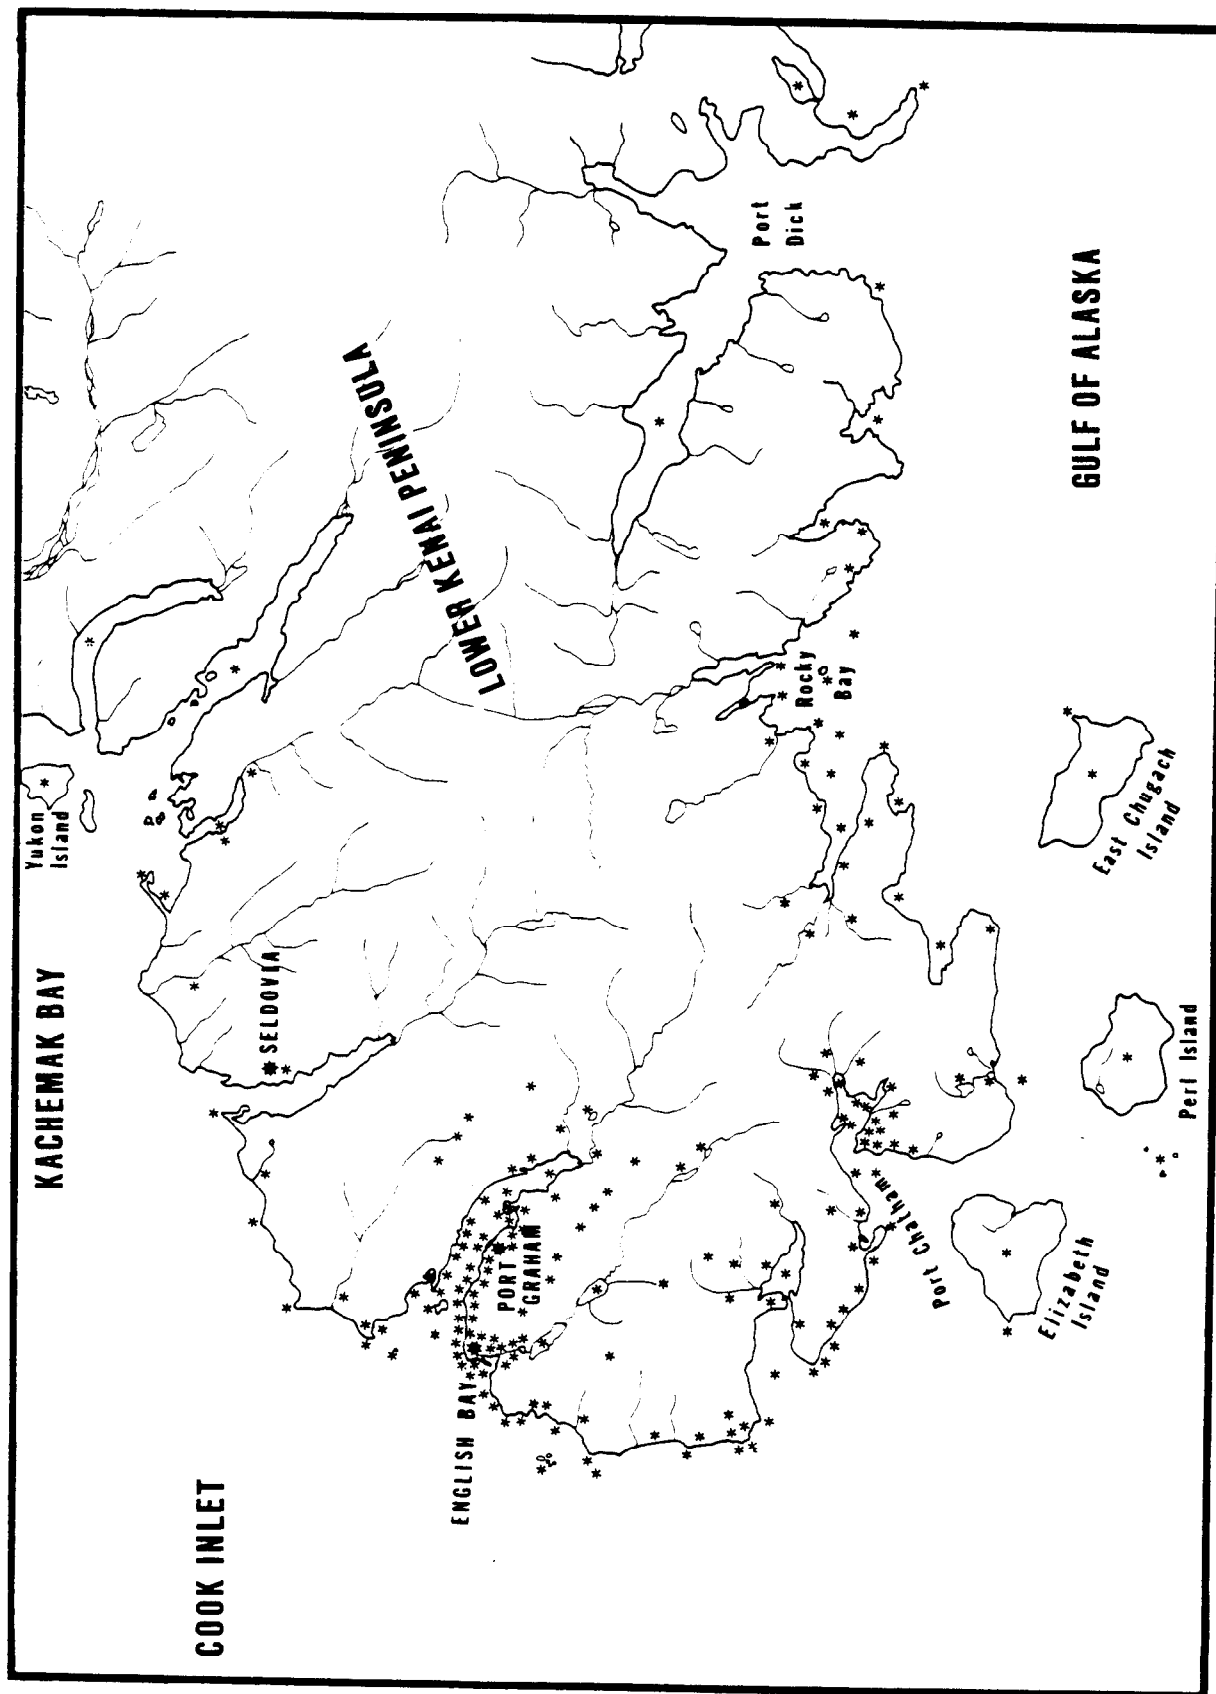 KACHEMAK BAY
Yukon
Island
COOK INLET
SELDOVIA
LOWER KENAI PENINSULA
ENGLISH BAY
PORT
GRAHAM
Port
Dick
Rocky
Bay
Port Chatham
GULF OF ALASKA
Elizabeth
Island
Perl Island
East Chugach
Island